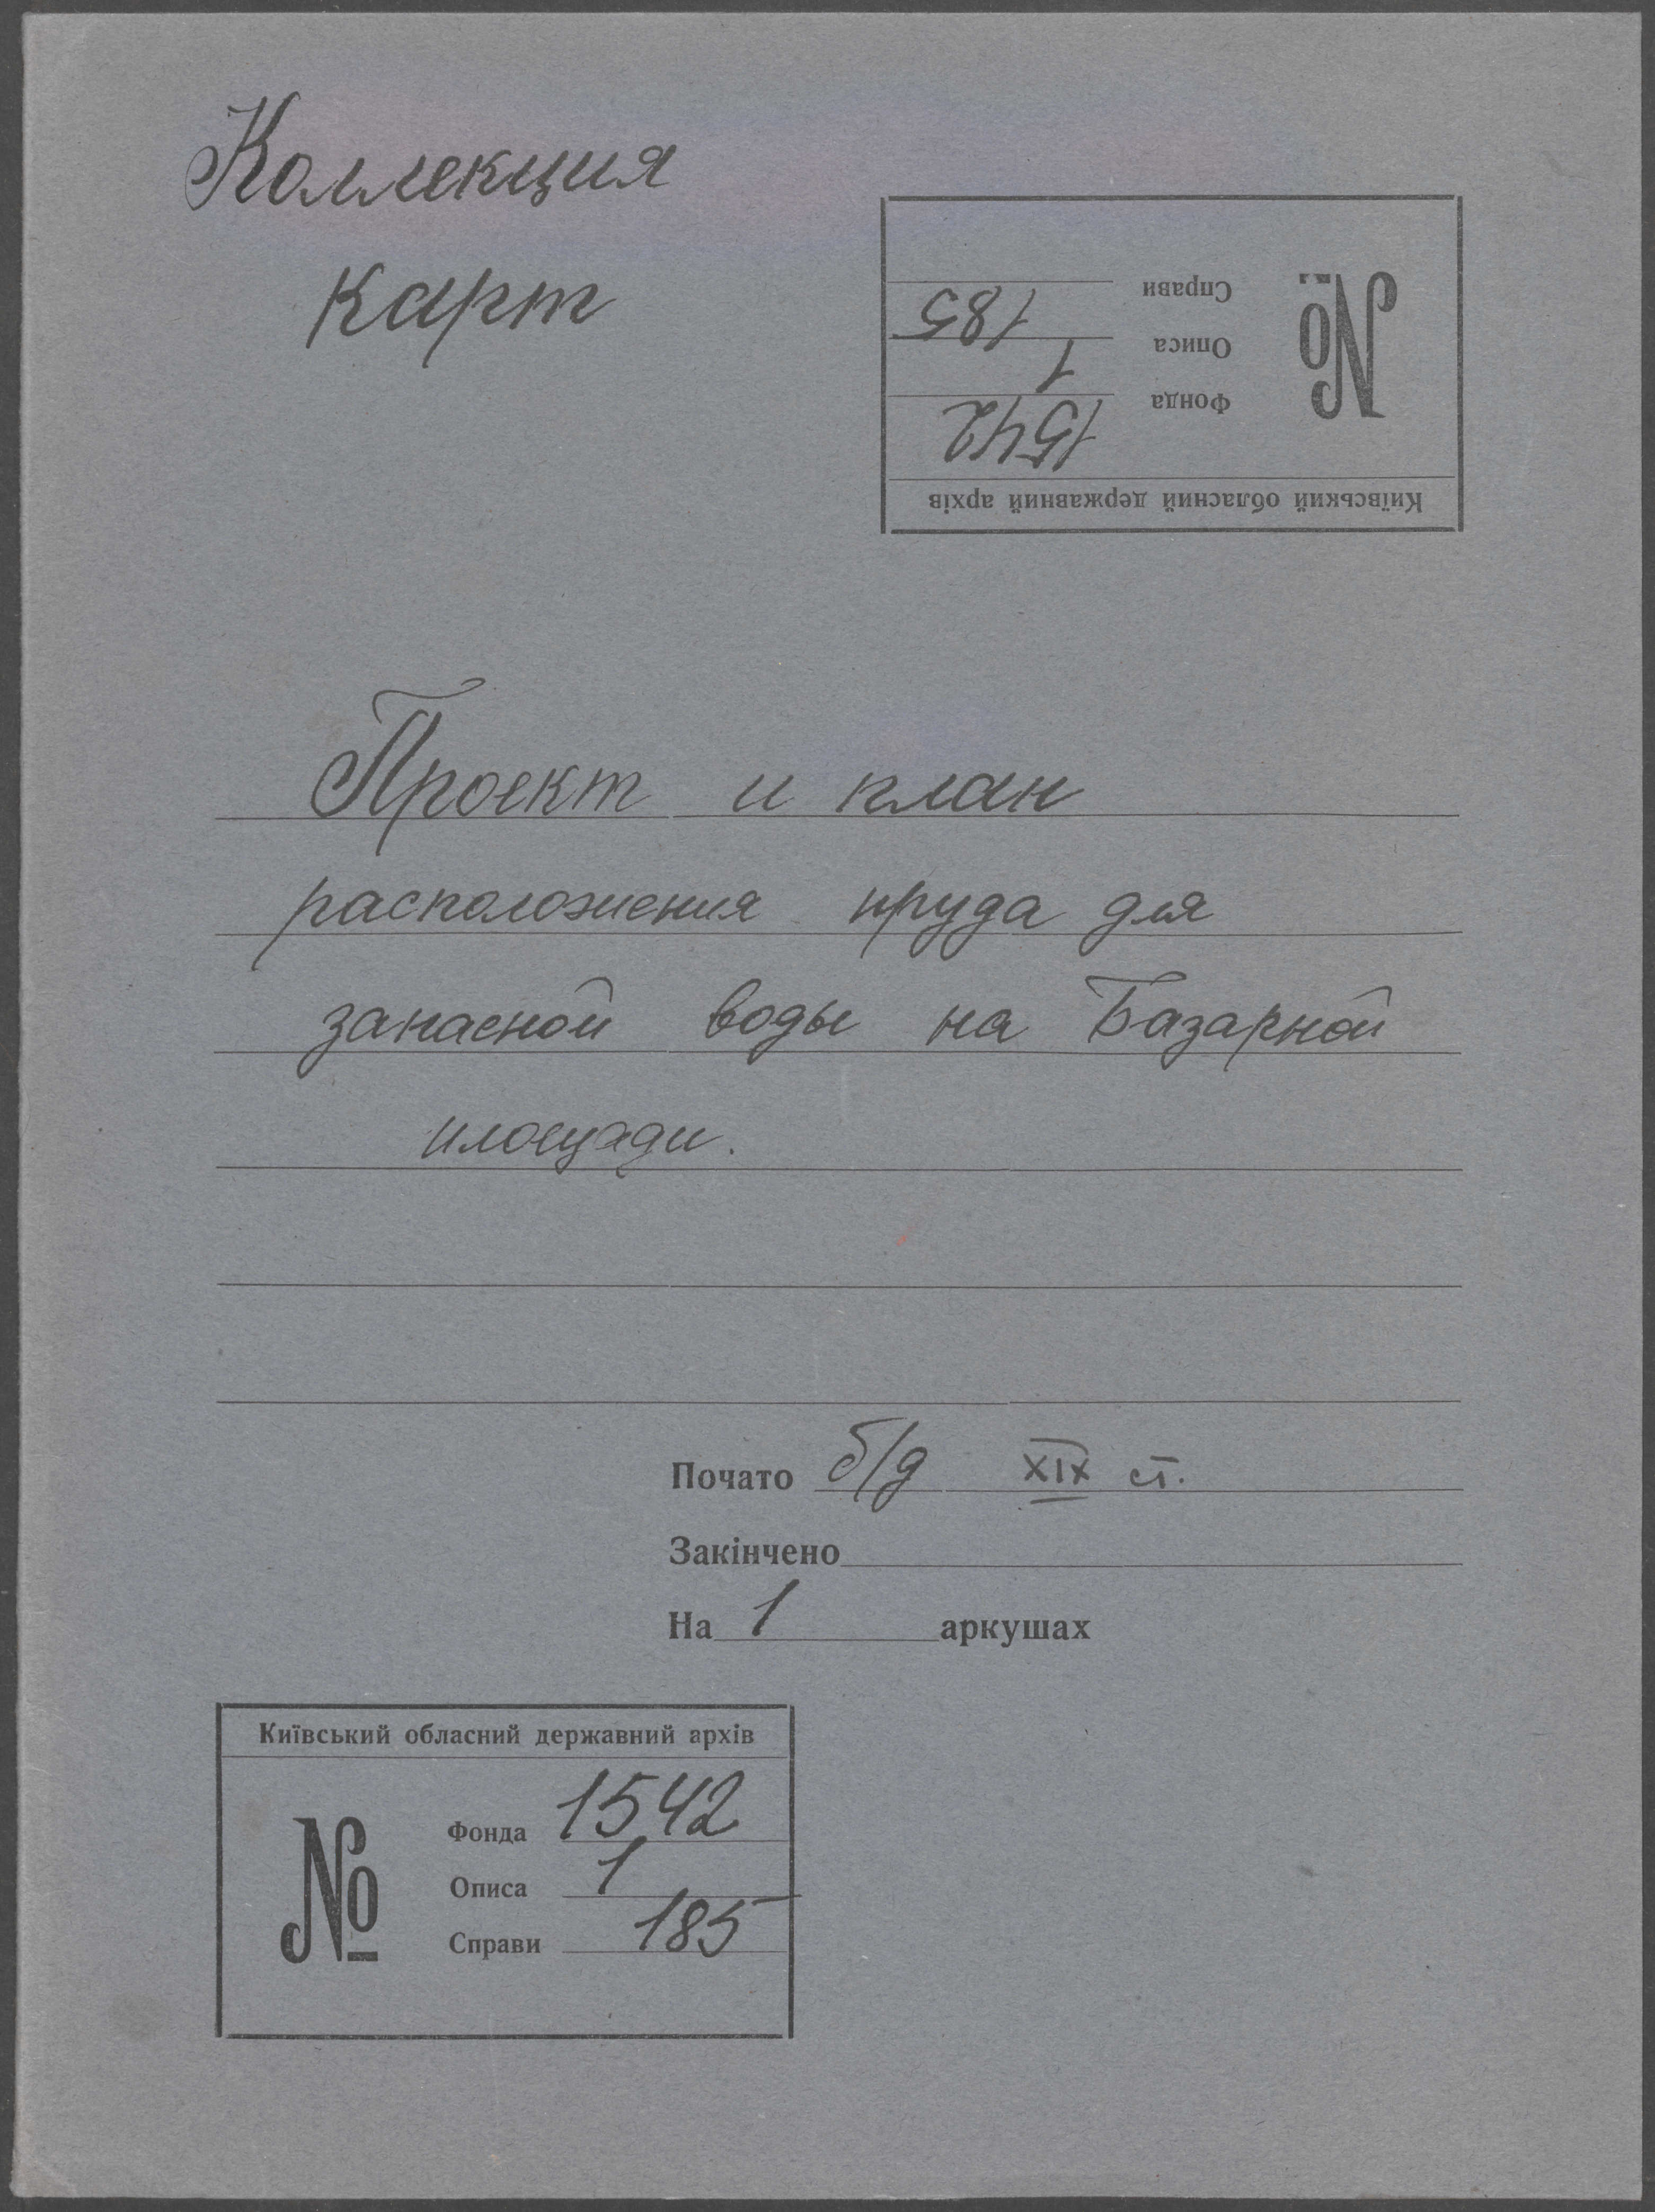 Коллекция
карт
Київський обласний державний архів
№
Фонда 1542
Описа 1
Справи 185
Проект и план
расположения пруда для
запасной воды на Базарной
площади.
Почато б/д XIX ст.
Закінчено
На 1 аркушах
Київський обласний державний архів
№
Фонда 1542
Описа 1
Справи 185